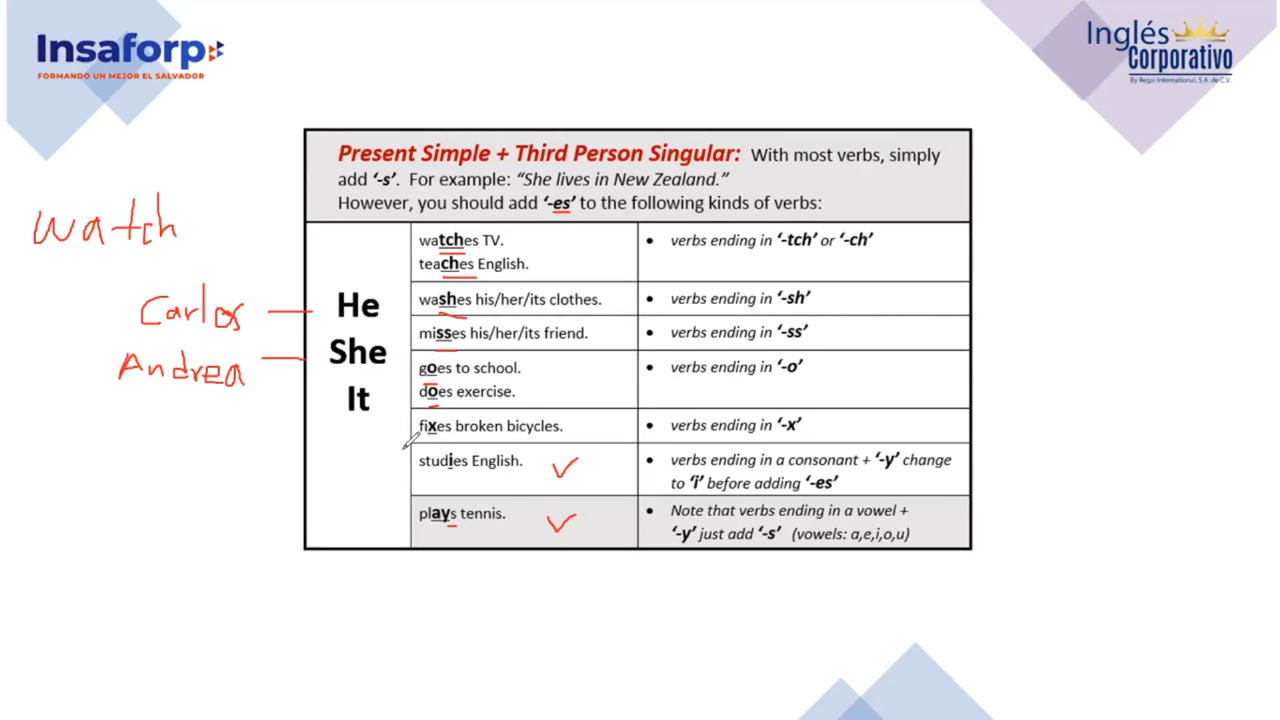 Insaforp
FORMANDO UN MEJOR EL SALVADOR
Inglés
Corporativo
By Regal International, S.A. de C.V.
Present Simple + Third Person Singular: With most verbs, simply
add ‘-s’. For example: “She lives in New Zealand.”
However, you should add ‘-es’ to the following kinds of verbs:
watch
Carlos
Andrea
He
She
It
watches TV.
teaches English.
• verbs ending in ‘-tch’ or ‘-ch’
washes his/her/its clothes.
• verbs ending in ‘-sh’
misses his/her/its friend.
• verbs ending in ‘-ss’
goes to school.
does exercise.
• verbs ending in ‘-o’
fixes broken bicycles.
• verbs ending in ‘-x’
studies English.
• verbs ending in a consonant + ‘-y’ change
to ‘i’ before adding ‘-es’
plays tennis.
• Note that verbs ending in a vowel +
‘-y’ just add ‘-s’ (vowels: a,e,i,o,u)